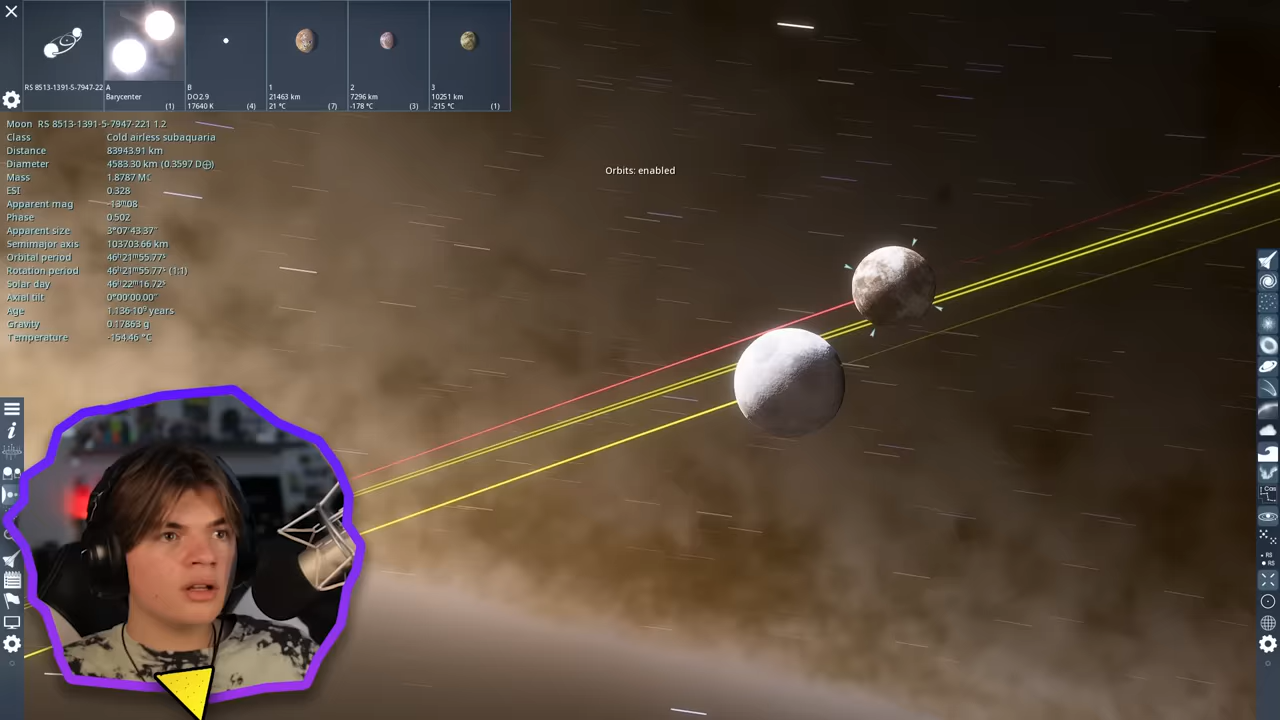 RS 8513-1391-5-7947-22
A
Barycenter
(1)
B
DO2.9
17640 K (4)
1
21463 km
21 °C (7)
2
7296 km
-178 °C (3)
3
10251 km
-215 °C (1)
Moon RS 8513-1391-5-7947-221 1.2
Class Cold airless subaquaria
Distance 83943.91 km
Diameter 4583.30 km (0.3597 D⊕)
Mass 1.8787 M☾
ESI 0.328
Apparent mag -13ᵐ08
Phase 0.502
Apparent size 3°07'43.37"
Semimajor axis 103703.66 km
Orbital period 46ʰ21ᵐ55.77ˢ
Rotation period 46ʰ21ᵐ55.77ˢ (1:1)
Solar day 46ʰ22ᵐ16.72ˢ
Axial tilt 0°00'00.00"
Age 1.136·10⁹ years
Gravity 0.17863 g
Temperature -154.46 °C
Orbits: enabled